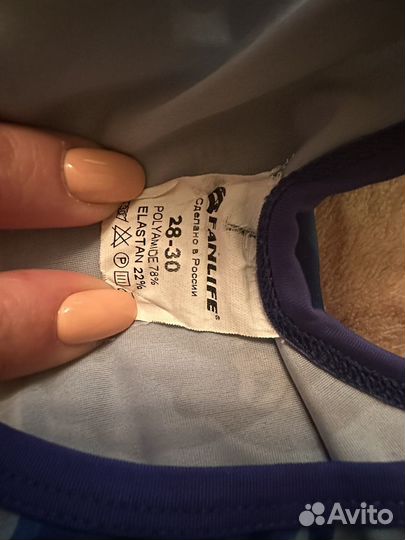 FANLIFE®
Сделано в России
28-30
POLYAMIDE 78%
ELASTAN 22%
P
Avito